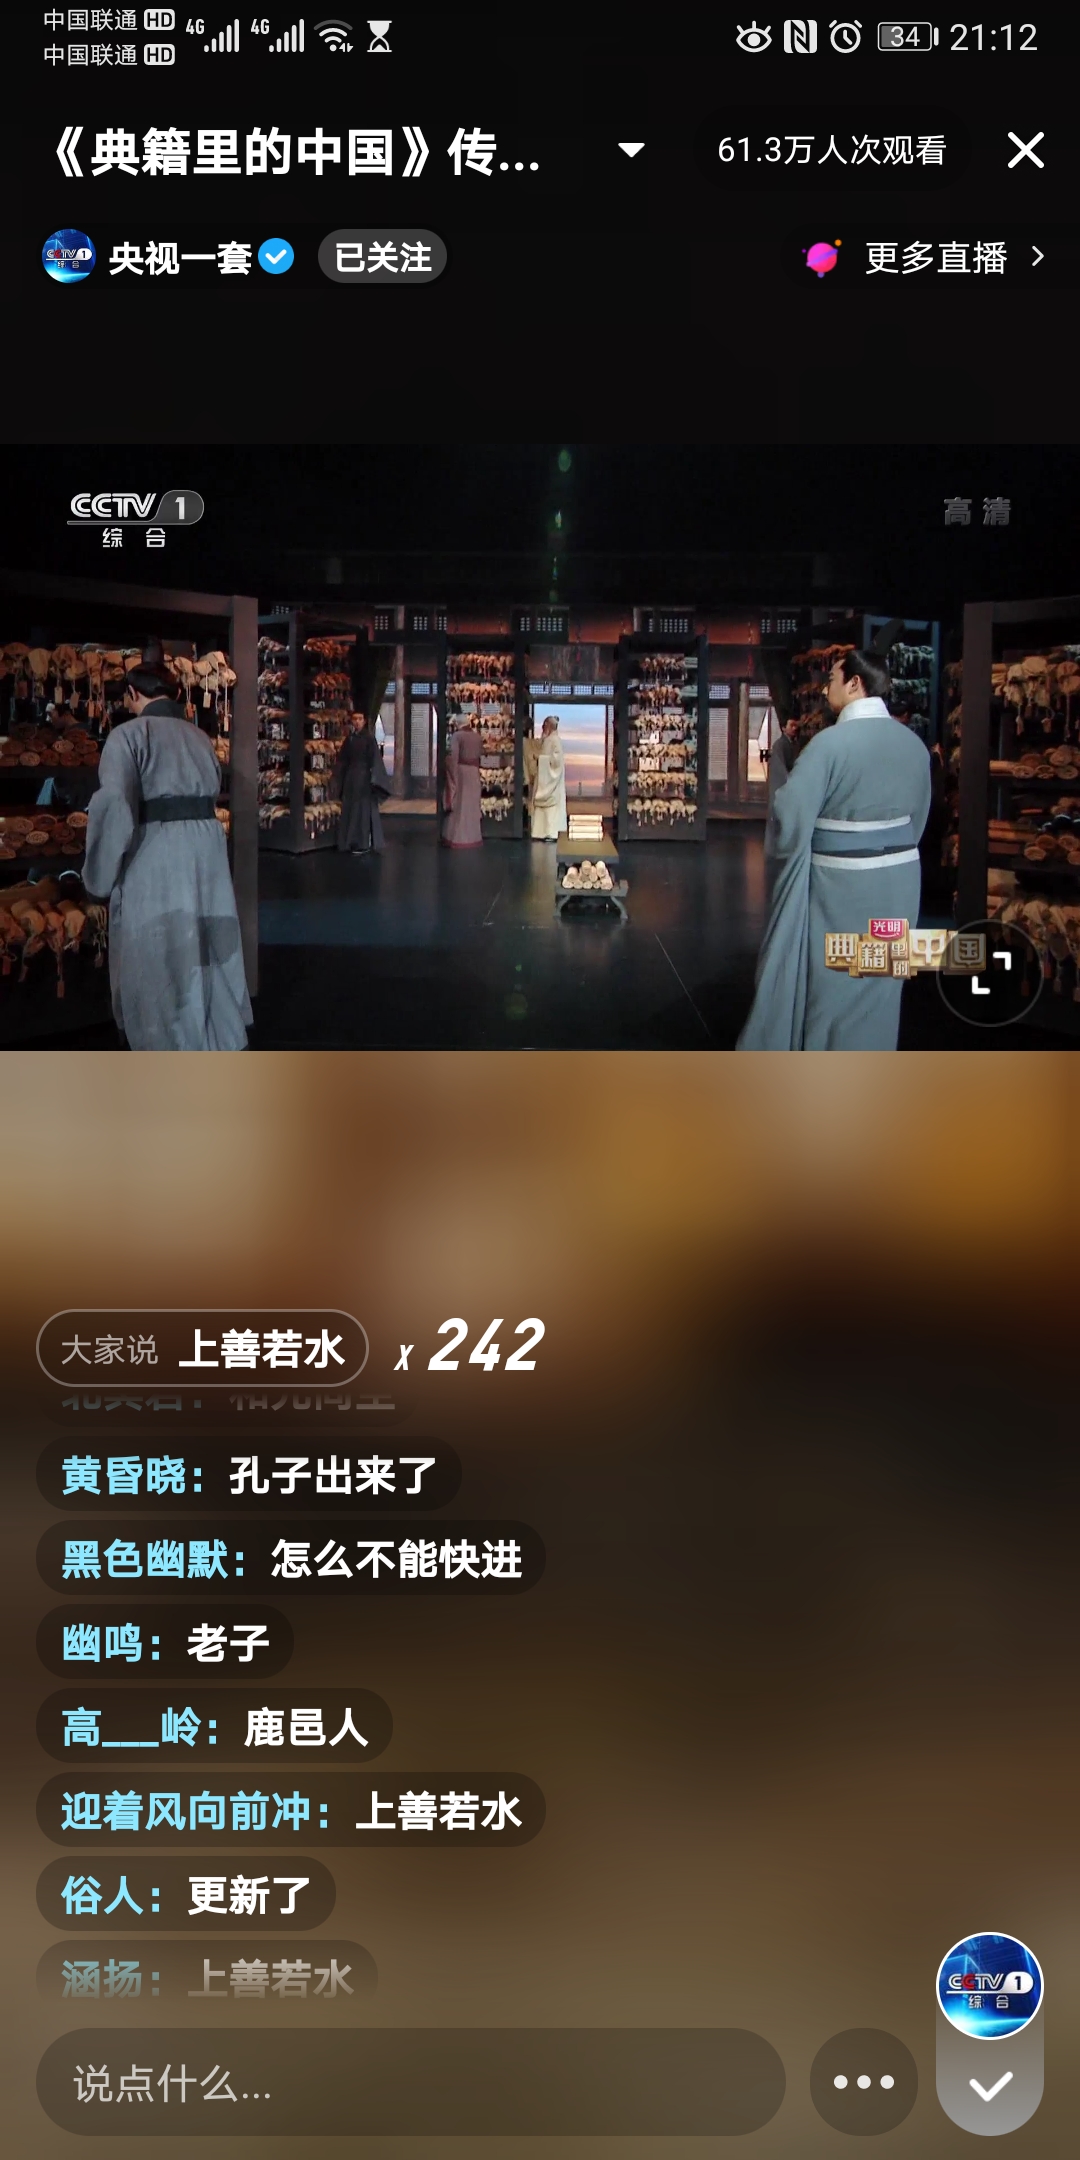 中国联通 HD 4G 4G 34 21:12
中国联通 HD
《典籍里的中国》传... 61.3万人次观看
央视一套 已关注 更多直播
CCTV 1 高清
综合
光明
典籍里的中国
大家说 上善若水 x 242
黄昏晓：孔子出来了
黑色幽默：怎么不能快进
幽鸣：老子
高___岭：鹿邑人
迎着风向前冲：上善若水
俗人：更新了
涵扬：上善若水
CCTV 1
综合
说点什么...